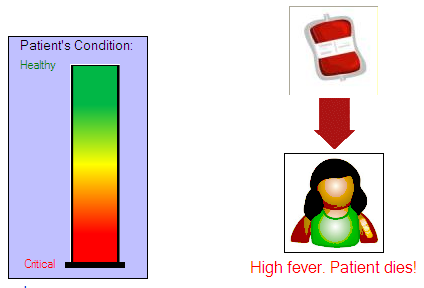 Patient's Condition:
Healthy
Critical
High fever. Patient dies!